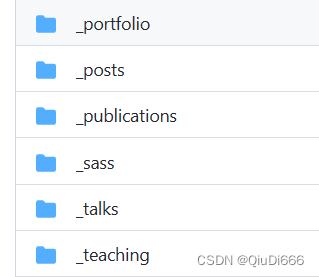 _portfolio
_posts
_publications
_sass
_talks
_teaching
CSDN @QiuDi666